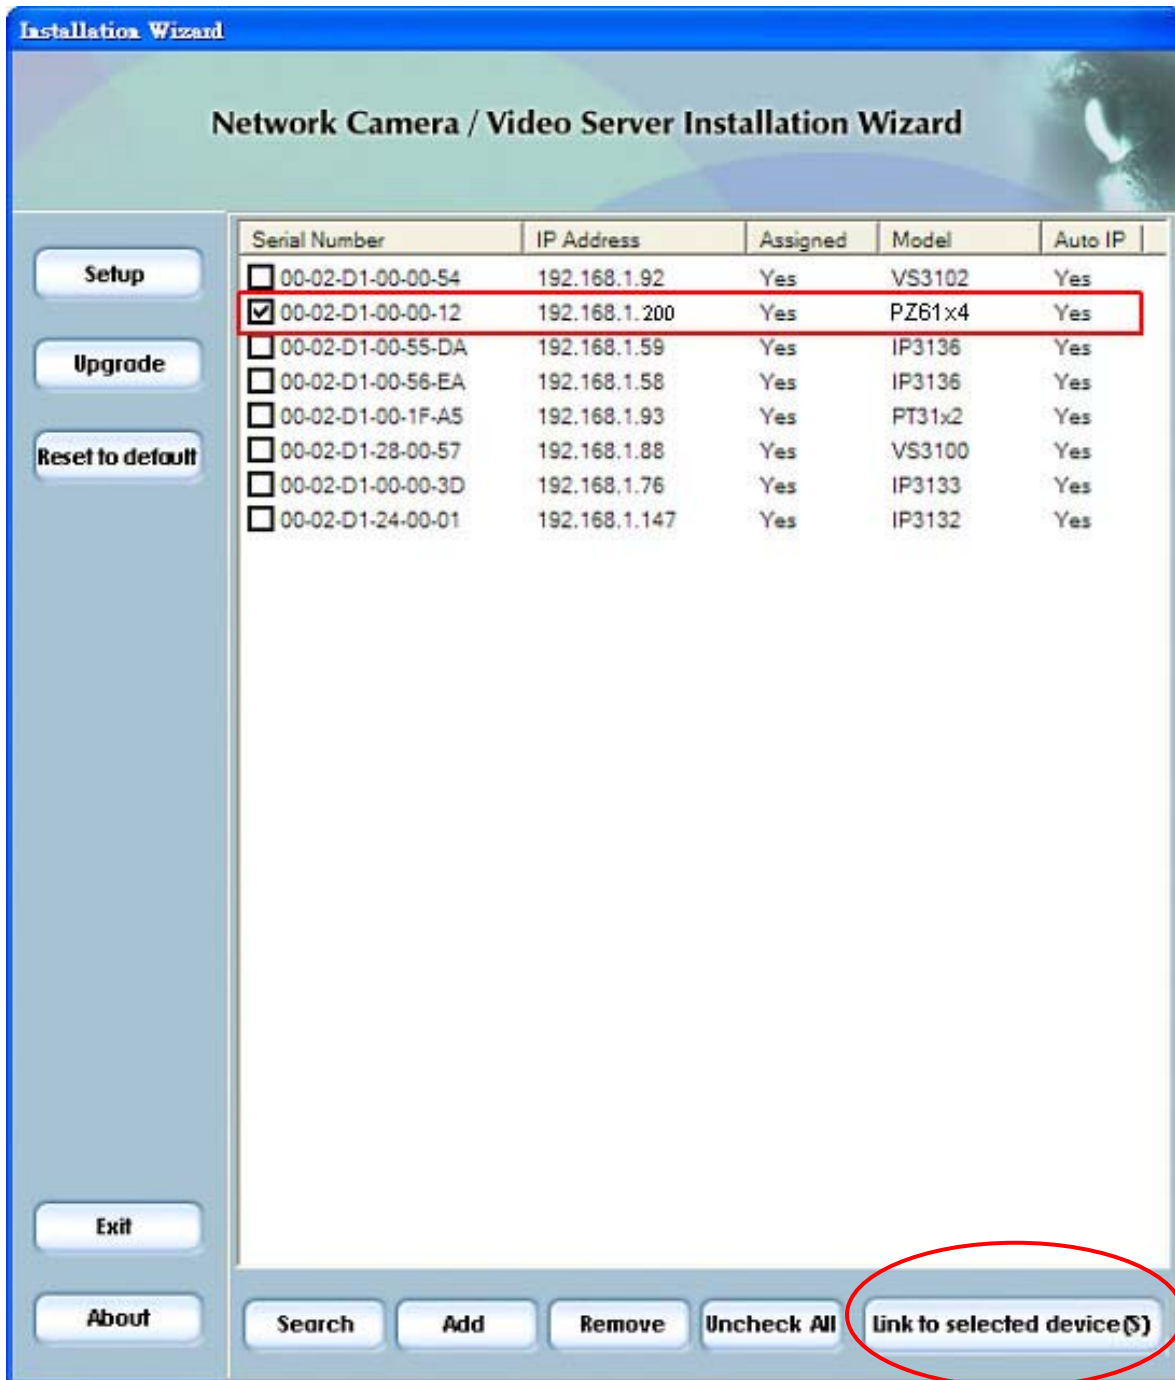 Installation Wizard
Network Camera / Video Server Installation Wizard
Serial Number IP Address Assigned Model Auto IP
00-02-D1-00-00-54 192.168.1.92 Yes VS3102 Yes
00-02-D1-00-00-12 192.168.1.200 Yes PZ61x4 Yes
00-02-D1-00-55-DA 192.168.1.59 Yes IP3136 Yes
00-02-D1-00-56-EA 192.168.1.58 Yes IP3136 Yes
00-02-D1-00-1F-A5 192.168.1.93 Yes PT31x2 Yes
00-02-D1-28-00-57 192.168.1.88 Yes VS3100 Yes
00-02-D1-00-00-3D 192.168.1.76 Yes IP3133 Yes
00-02-D1-24-00-01 192.168.1.147 Yes IP3132 Yes
Setup
Upgrade
Reset to default
Exit
About
Search Add Remove Uncheck All Link to selected device(S)